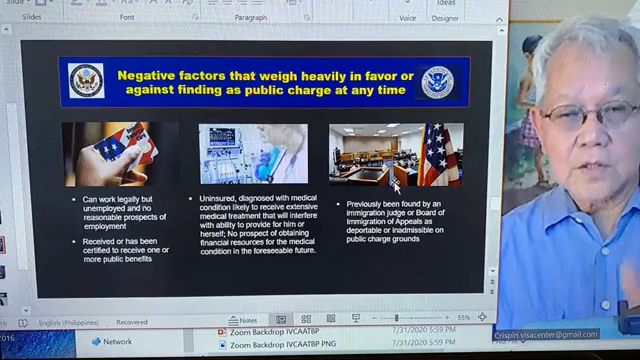 Slide
Slides
Font
Paragraph
Voice
Ideas
Designer
Negative factors that weigh heavily in favor or
against finding as public charge at any time
Can work legally but
unemployed and no
reasonable prospects of
employment
Received or has been
certified to receive one or
more public benefits
Uninsured, diagnosed with medical
condition likely to receive extensive
medical treatment that will interfere
with ability to provide for him or
herself; No prospect of obtaining
financial resources for the medical
condition in the foreseeable future.
Previously been found by an
Immigration judge or Board of
Immigration of Appeals as
deportable or inadmissible on
public charge grounds
English (Philippines)
Recovered
Notes
55%
Crispin visacenter@gmail.com
2016
Network
Zoom Backdrop IVCAATBP
7/31/2020 5:59 PM
Zoom Backdrop IVCAATBP PNG
7/31/2020 5:59 PM